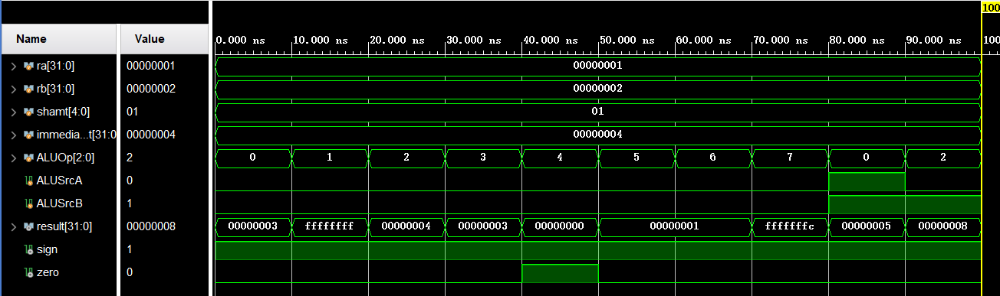 100
Name Value 0.000 ns 10.000 ns 20.000 ns 30.000 ns 40.000 ns 50.000 ns 60.000 ns 70.000 ns 80.000 ns 90.000 ns 100
ra[31:0] 00000001 00000001
rb[31:0] 00000002 00000002
shamt[4:0] 01 01
immedia...t[31:0 00000004 00000004
ALUOp[2:0] 2 0 1 2 3 4 5 6 7 0 2
ALUSrcA 0
ALUSrcB 1
result[31:0] 00000008 00000003 ffffffff 00000004 00000003 00000000 00000001 fffffffc 00000005 00000008
sign 1
zero 0